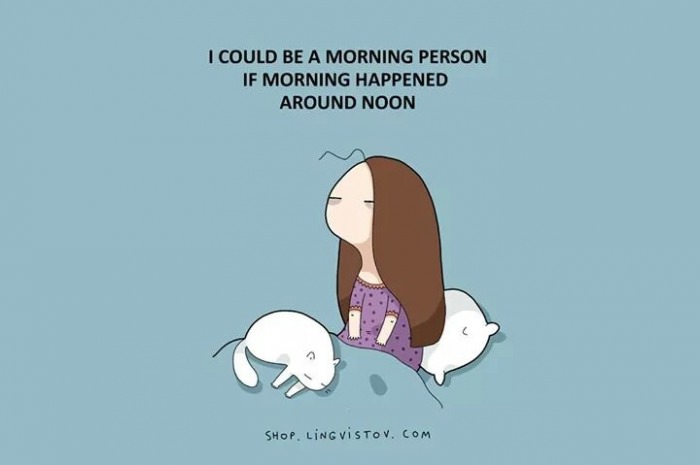 I COULD BE A MORNING PERSON
IF MORNING HAPPENED
AROUND NOON
SHOP. LINGVISTOV. COM